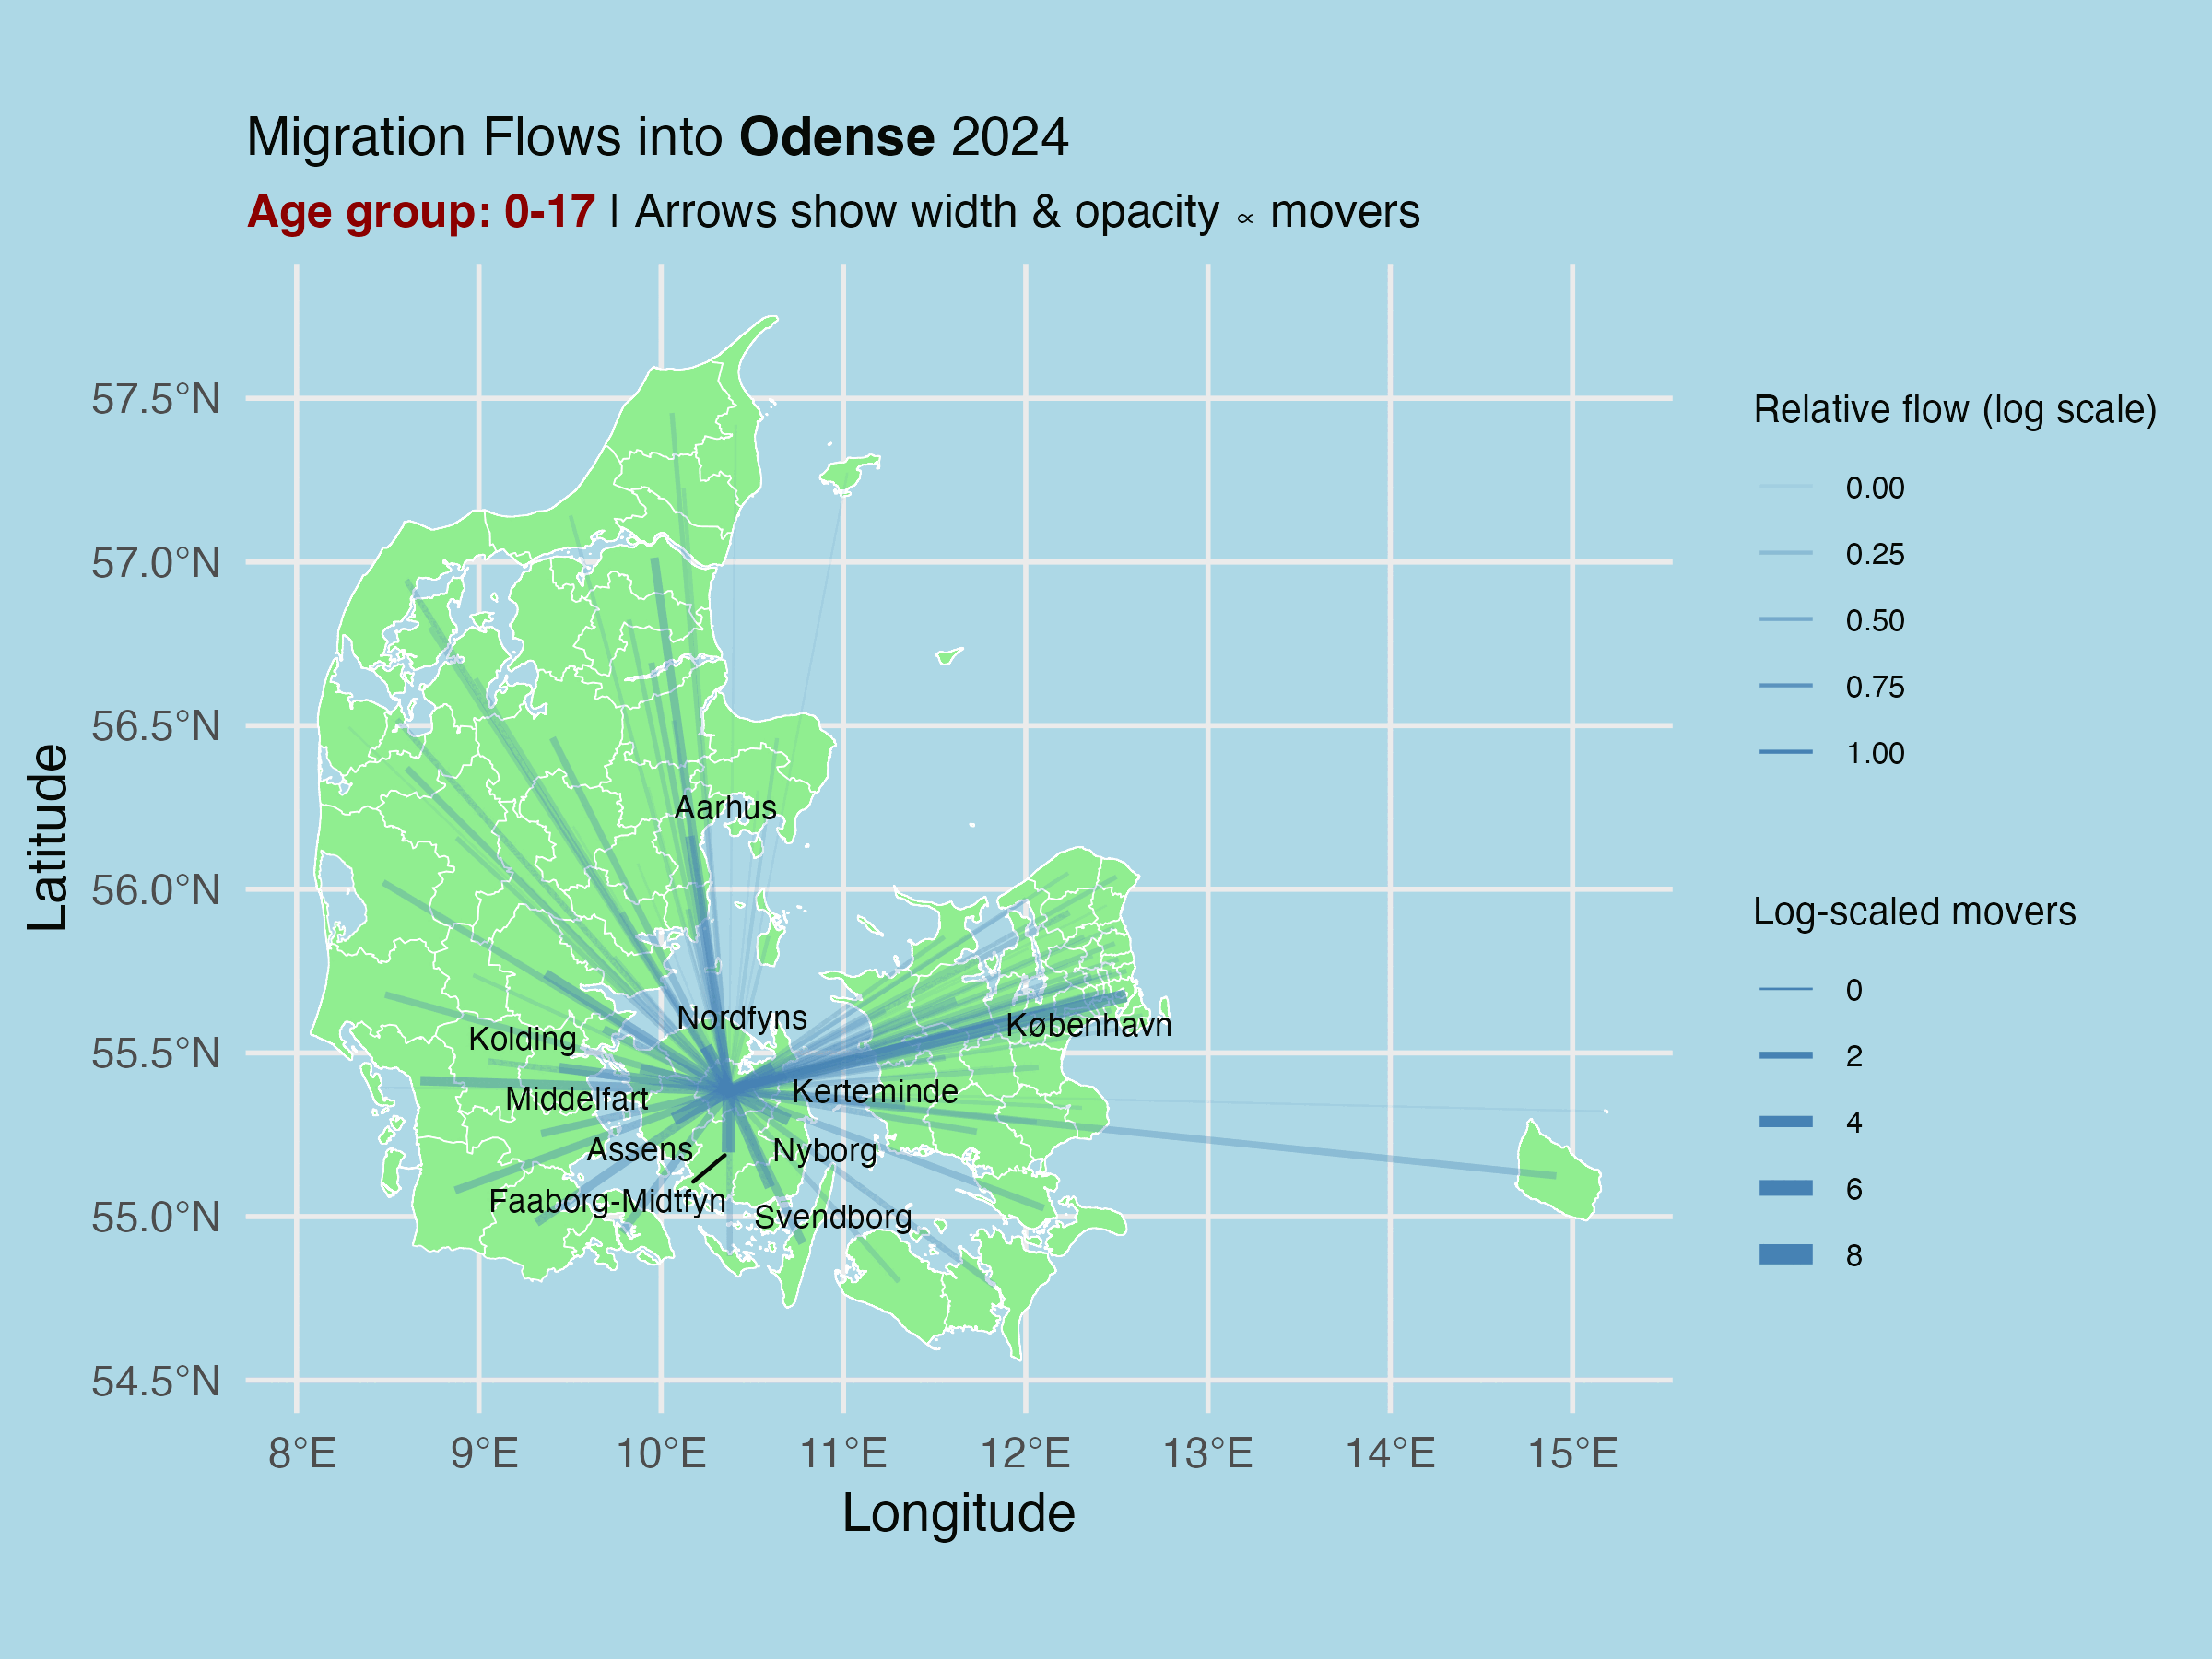 Migration Flows into Odense 2024
Age group: 0-17 | Arrows show width & opacity ∝ movers
57.5°N
57.0°N
56.5°N
56.0°N
55.5°N
55.0°N
54.5°N
Latitude
Aarhus
Nordfyns
Kolding
København
Middelfart
Kerteminde
Assens
Nyborg
Faaborg-Midtfyn
Svendborg
8°E
9°E
10°E
11°E
12°E
13°E
14°E
15°E
Longitude
Relative flow (log scale)
0.00
0.25
0.50
0.75
1.00
Log-scaled movers
0
2
4
6
8